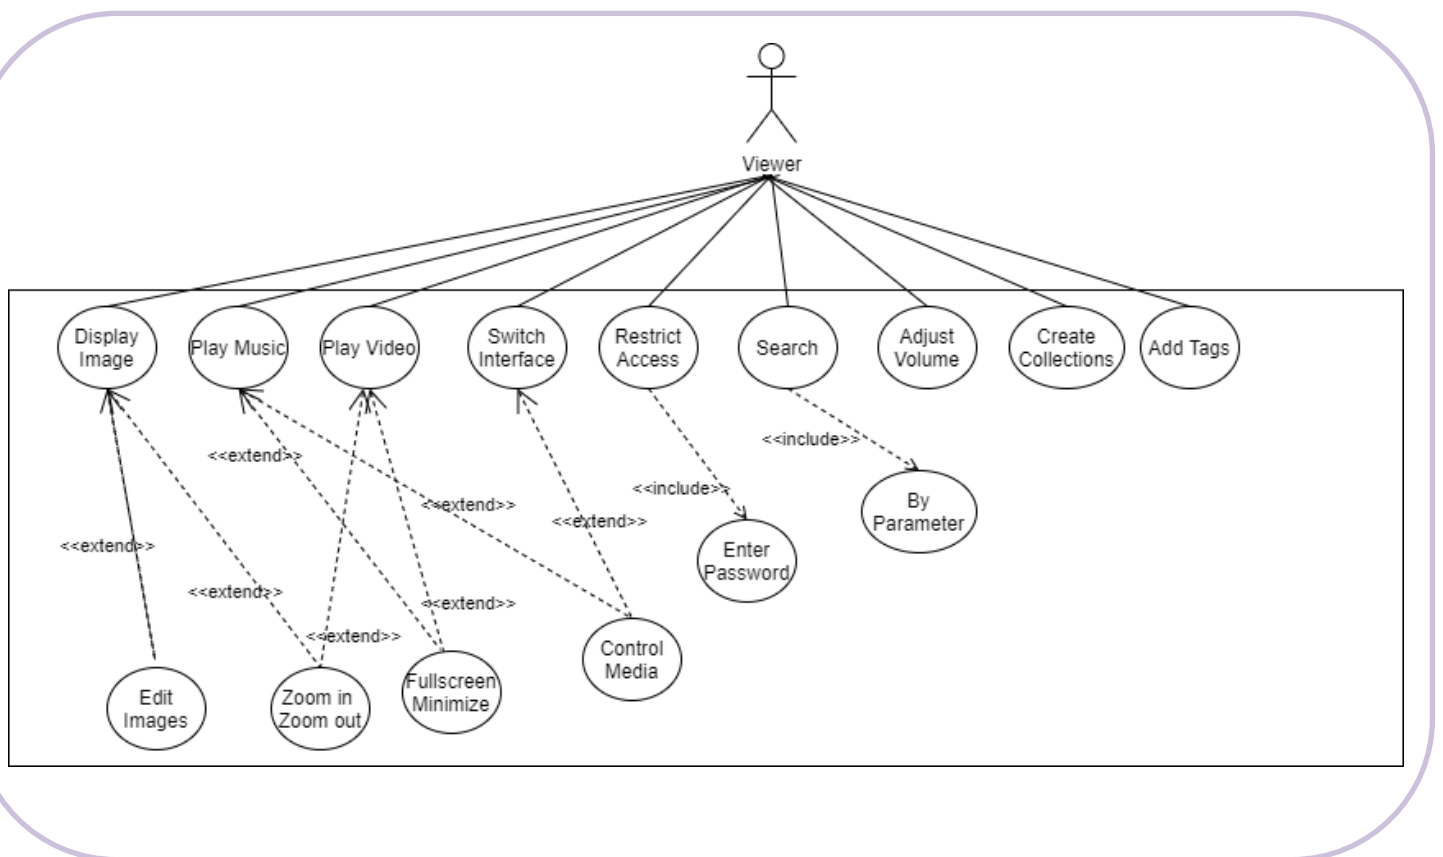 Viewer
Display
Image
Play Music
Play Video
Switch
Interface
Restrict
Access
Search
Adjust
Volume
Create
Collections
Add Tags
<<include>>
<<extend>>
<<include>>
<<extend>>
<<extend>>
By
Parameter
<<extend>>
Enter
Password
<<extend>>
<<extend>>
<<extend>>
Control
Media
Edit
Images
Zoom in
Zoom out
Fullscreen
Minimize